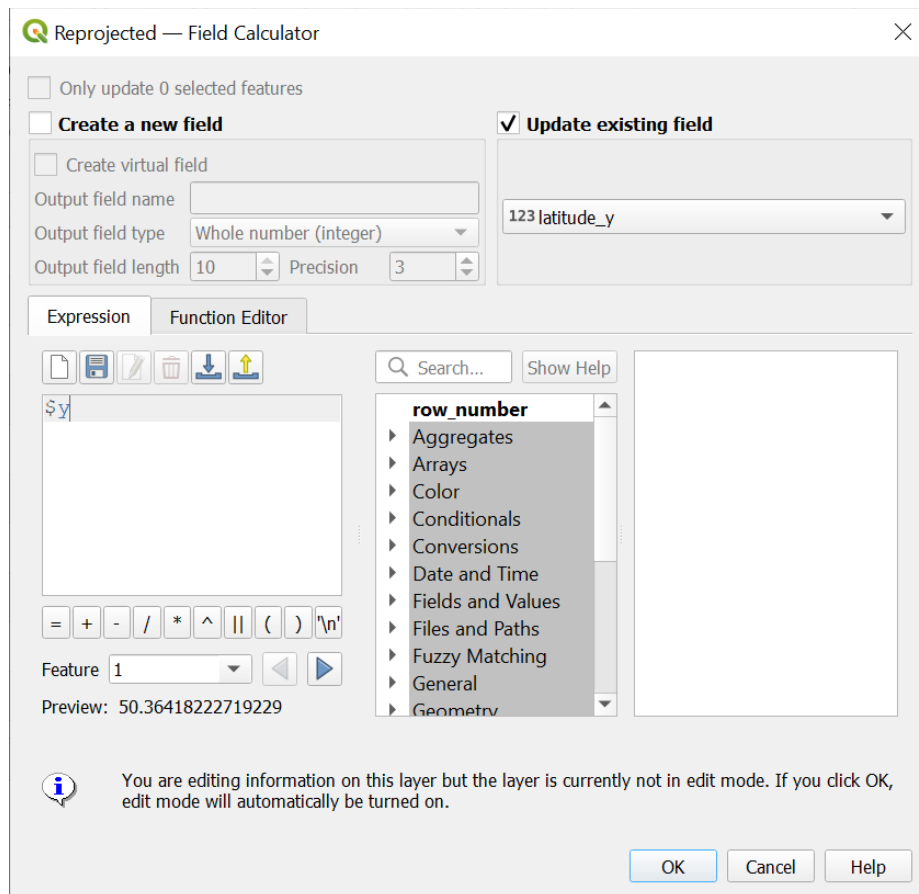 Reprojected — Field Calculator
Only update 0 selected features
Create a new field
Update existing field
Create virtual field
Output field name
Output field type Whole number (integer)
Output field length 10 Precision 3
123 latitude_y
Expression Function Editor
Search... Show Help
$y
row_number
Aggregates
Arrays
Color
Conditionals
Conversions
Date and Time
Fields and Values
Files and Paths
Fuzzy Matching
General
Geometry
= + - / * ^ || ( ) '\n'
Feature 1
Preview: 50.36418222719229
You are editing information on this layer but the layer is currently not in edit mode. If you click OK,
edit mode will automatically be turned on.
OK Cancel Help